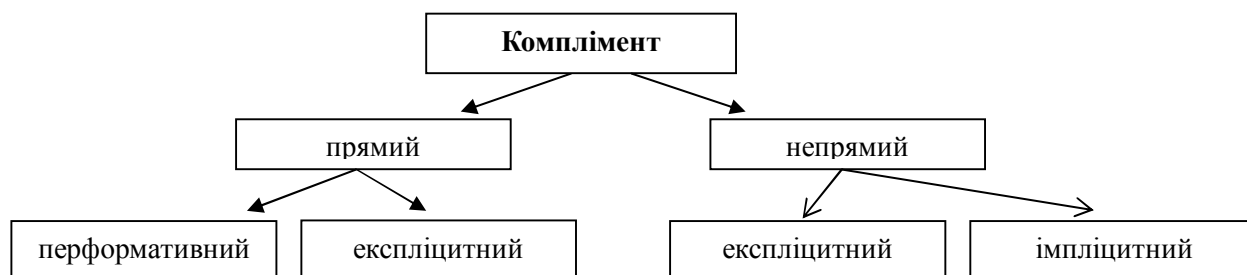 Комплімент
прямий
непрямий
перформативний
експліцитний
експліцитний
імпліцитний